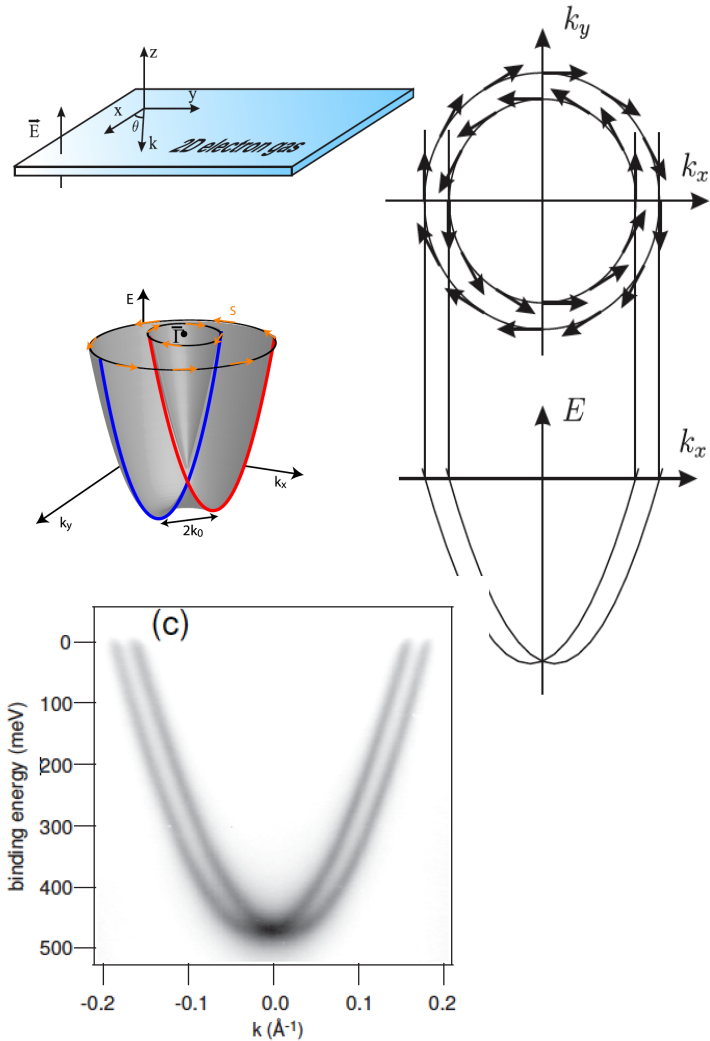 z
y
x
θ
k
E
2D electron gas
k_y
k_x
E
S
Γ
k_x
k_y
2k₀
E
k_x
(c)
0
100
200
300
400
500
binding energy (meV)
-0.2
-0.1
0.0
0.1
0.2
k (Å⁻¹)